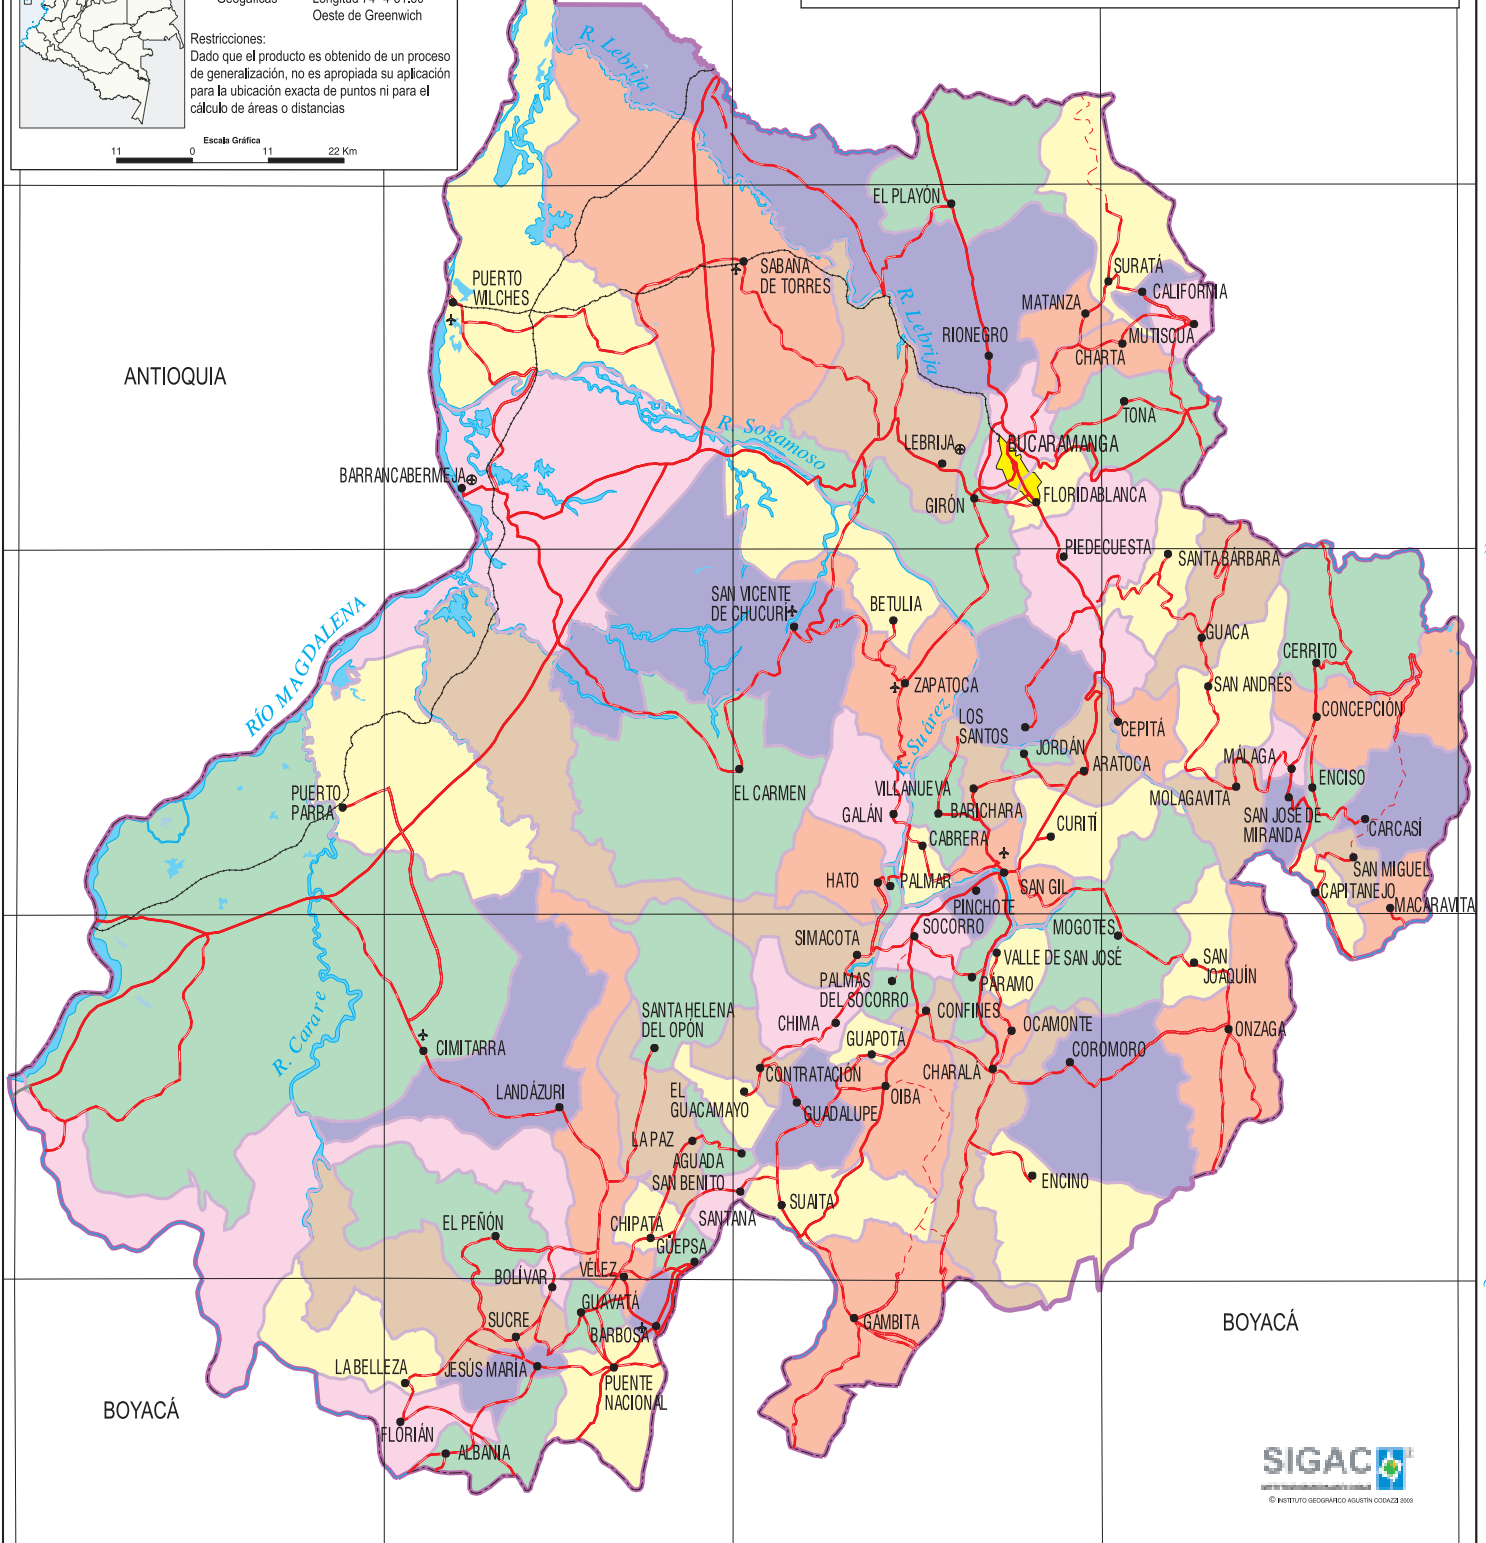 Oeste de Greenwich
Restricciones:
Dado que el producto es obtenido de un proceso
de generalización, no es apropiada su aplicación
para la ubicación exacta de puntos ni para el
cálculo de áreas o distancias
Escala Gráfica
11 0 11 22 Km
R. Lebrija
EL PLAYÓN
SURATÁ
CALIFORNIA
MATANZA
MUTISCUA
CHARTA
RIONEGRO
R. Lebrija
SABANA
DE TORRES
PUERTO
WILCHES
ANTIOQUIA
TONA
R. Sogamoso
LEBRIJA
BUCARAMANGA
BARRANCABERMEJA
GIRÓN
FLORIDABLANCA
PIEDECUESTA
SANTA BÁRBARA
SAN VICENTE
DE CHUCURÍ
BETULIA
RÍO MAGDALENA
GUACA
CERRITO
ZAPATOCA
SAN ANDRÉS
R. Suárez
LOS
SANTOS
CEPITÁ
CONCEPCIÓN
JORDÁN
ARATOCA
MÁLAGA
ENCISO
EL CARMEN
VILLANUEVA
MOLAGAVITA
PUERTO
PARRA
GALÁN
BARICHARA
CURITÍ
SAN JOSÉ DE
MIRANDA
CARCASÍ
CABRERA
SAN MIGUEL
HATO
PALMAR
SAN GIL
CAPITANEJO
PINCHOTE
MACARAVITA
SIMACOTA
SOCORRO
MOGOTES
VALLE DE SAN JOSÉ
SAN
JOAQUÍN
PALMAS
DEL SOCORRO
PÁRAMO
R. Carare
SANTA HELENA
DEL OPÓN
CHIMA
CONFINES
OCAMONTE
ONZAGA
GUAPOTÁ
COROMORO
CIMITARRA
CONTRATACIÓN
CHARALÁ
LANDÁZURI
EL
GUACAMAYO
OIBA
GUADALUPE
LA PAZ
AGUADA
SAN BENITO
ENCINO
SUAITA
SANTANA
EL PEÑÓN
CHIPATÁ
GÜEPSA
BOLÍVAR
VÉLEZ
GUAVATÁ
SUCRE
BARBOSA
GAMBITA
BOYACÁ
LA BELLEZA
JESÚS MARÍA
PUENTE
NACIONAL
BOYACÁ
FLORIÁN
ALBANIA
SIGAC
© INSTITUTO GEOGRÁFICO AGUSTÍN CODAZZI 2003